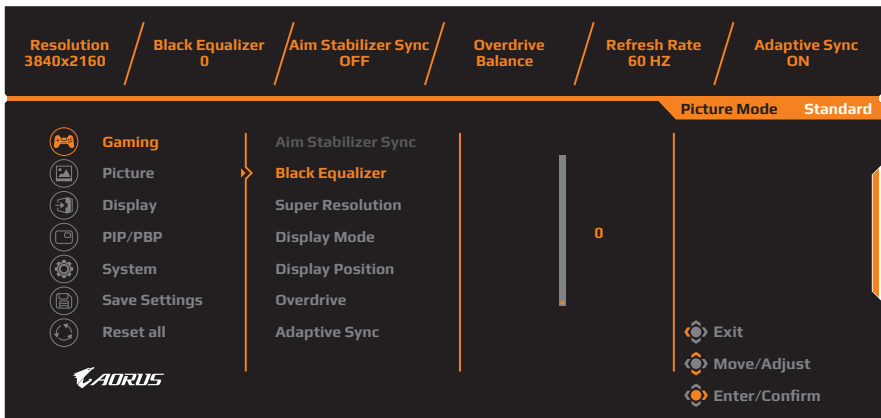 Resolution
3840x2160
Black Equalizer
0
Aim Stabilizer Sync
OFF
Overdrive
Balance
Refresh Rate
60 HZ
Adaptive Sync
ON
Picture Mode Standard
Gaming
Picture
Display
PIP/PBP
System
Save Settings
Reset all
Aim Stabilizer Sync
Black Equalizer
Super Resolution
Display Mode
Display Position
Overdrive
Adaptive Sync
0
Exit
Move/Adjust
Enter/Confirm
AORUS